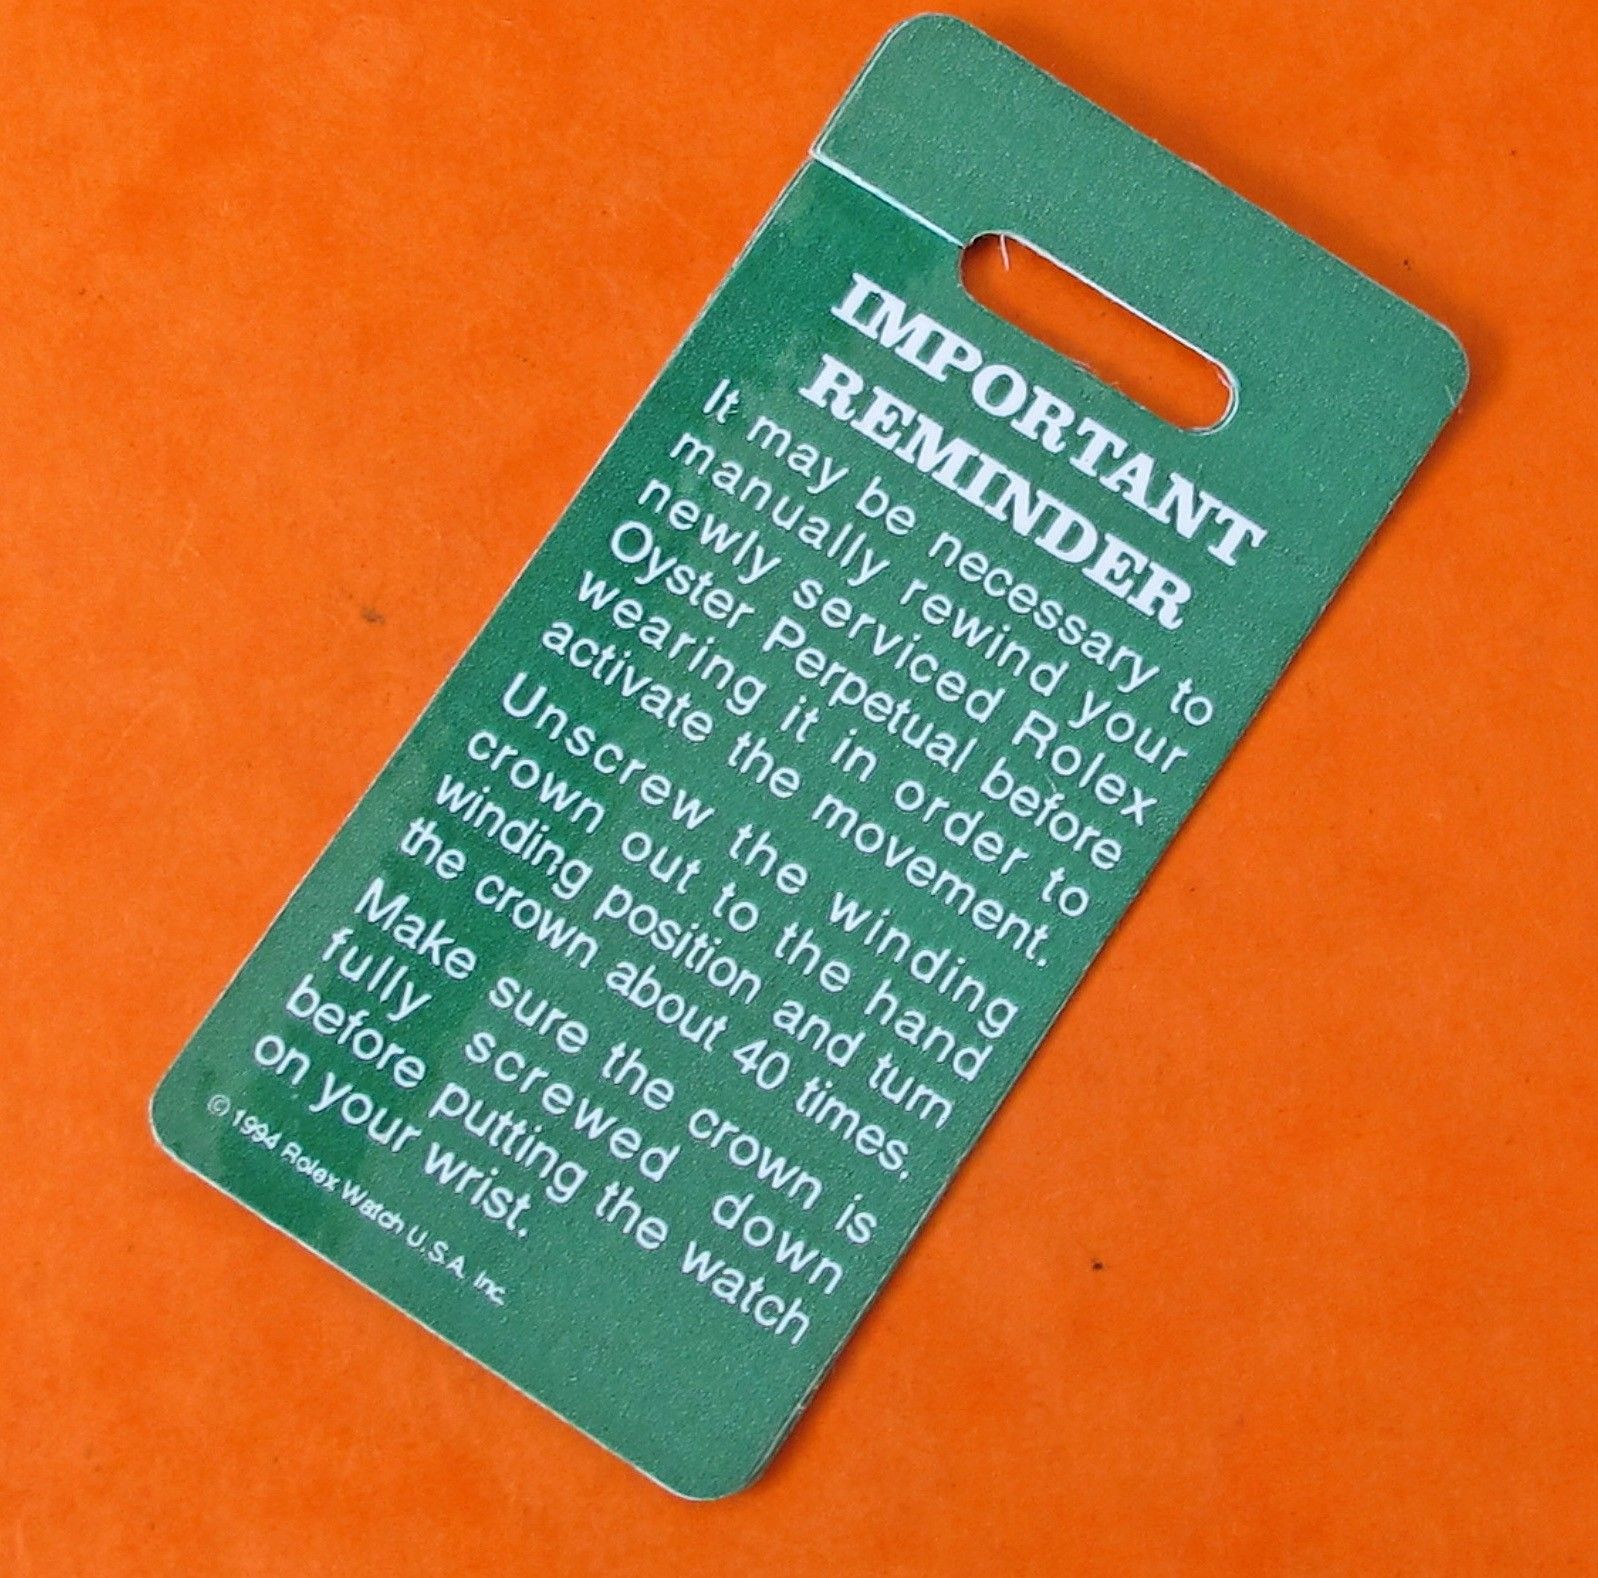 IMPORTANT
REMINDER
It may be necessary to
manually rewind your
newly serviced Rolex
Oyster Perpetual before
wearing it in order to
activate the movement.
Unscrew the winding
crown out to the hand
winding position and turn
the crown about 40 times.
Make sure the crown is
fully screwed down
before putting the watch
on your wrist.
© 1994 Rolex Watch U.S.A. Inc.